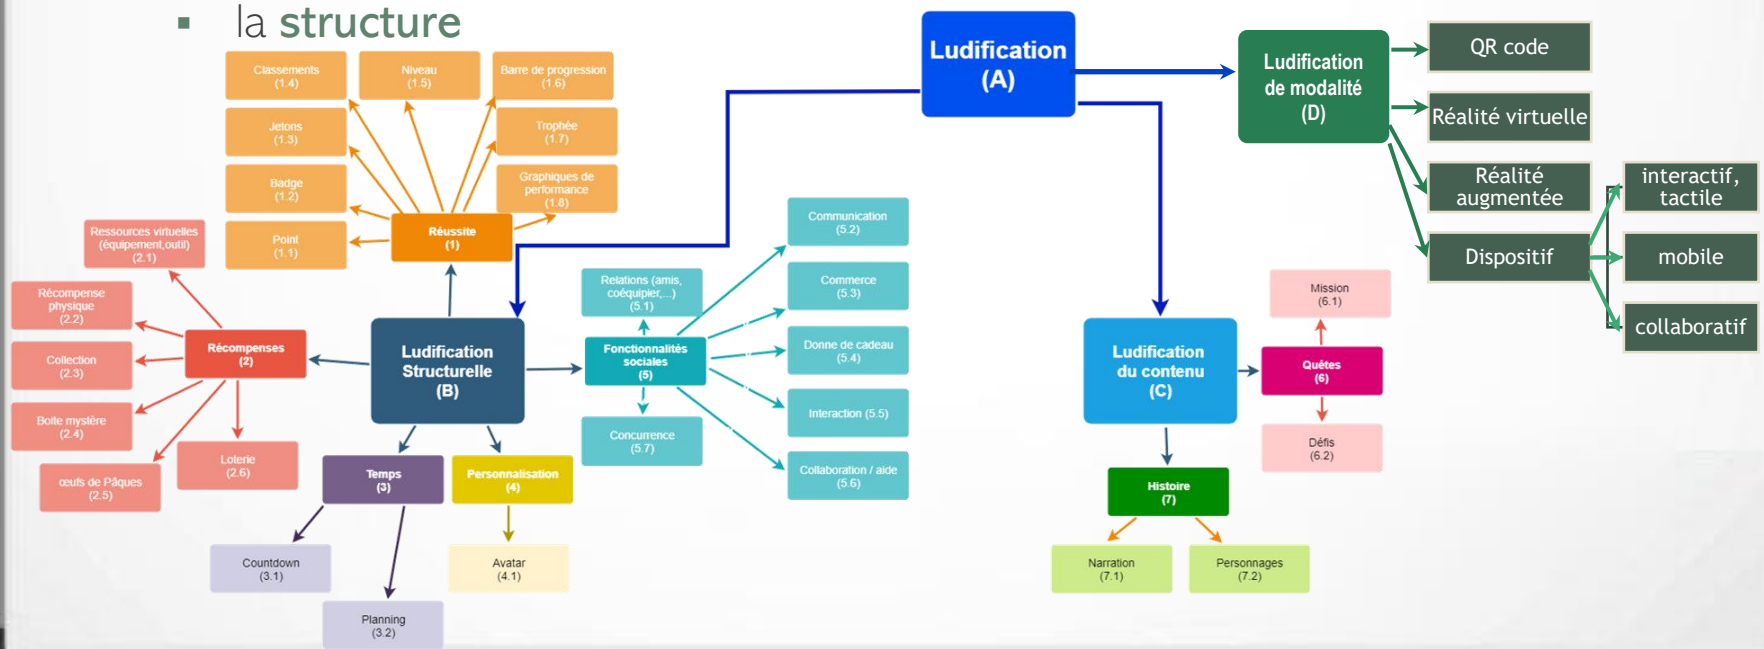 ▪ la structure
Ludification
(A)
Ludification
de modalité
(D)
QR code
Réalité virtuelle
Réalité
augmentée
Dispositif
interactif,
tactile
mobile
collaboratif
Classements
(1.4)
Niveau
(1.5)
Barre de progression
(1.6)
Jetons
(1.3)
Trophée
(1.7)
Badge
(1.2)
Graphiques de
performance
(1.8)
Point
(1.1)
Réussite
(1)
Ressources virtuelles
(équipement,outil)
(2.1)
Récompense
physique
(2.2)
Collection
(2.3)
Boite mystère
(2.4)
œufs de Pâques
(2.5)
Loterie
(2.6)
Récompenses
(2)
Ludification
Structurelle
(B)
Temps
(3)
Countdown
(3.1)
Planning
(3.2)
Personnalisation
(4)
Avatar
(4.1)
Relations (amis,
coéquipier,...)
(5.1)
Fonctionnalités
sociales
(5)
Communication
(5.2)
Commerce
(5.3)
Donne de cadeau
(5.4)
Interaction (5.5)
Collaboration / aide
(5.6)
Concurrence
(5.7)
Ludification
du contenu
(C)
Mission
(6.1)
Quêtes
(6)
Défis
(6.2)
Histoire
(7)
Narration
(7.1)
Personnages
(7.2)